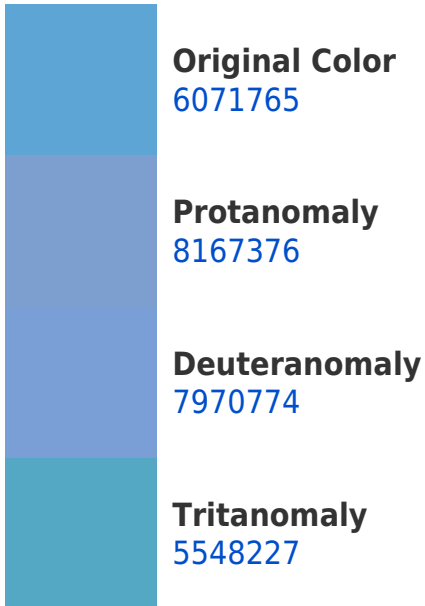 Original Color
6071765
Protanomaly
8167376
Deuteranomaly
7970774
Tritanomaly
5548227